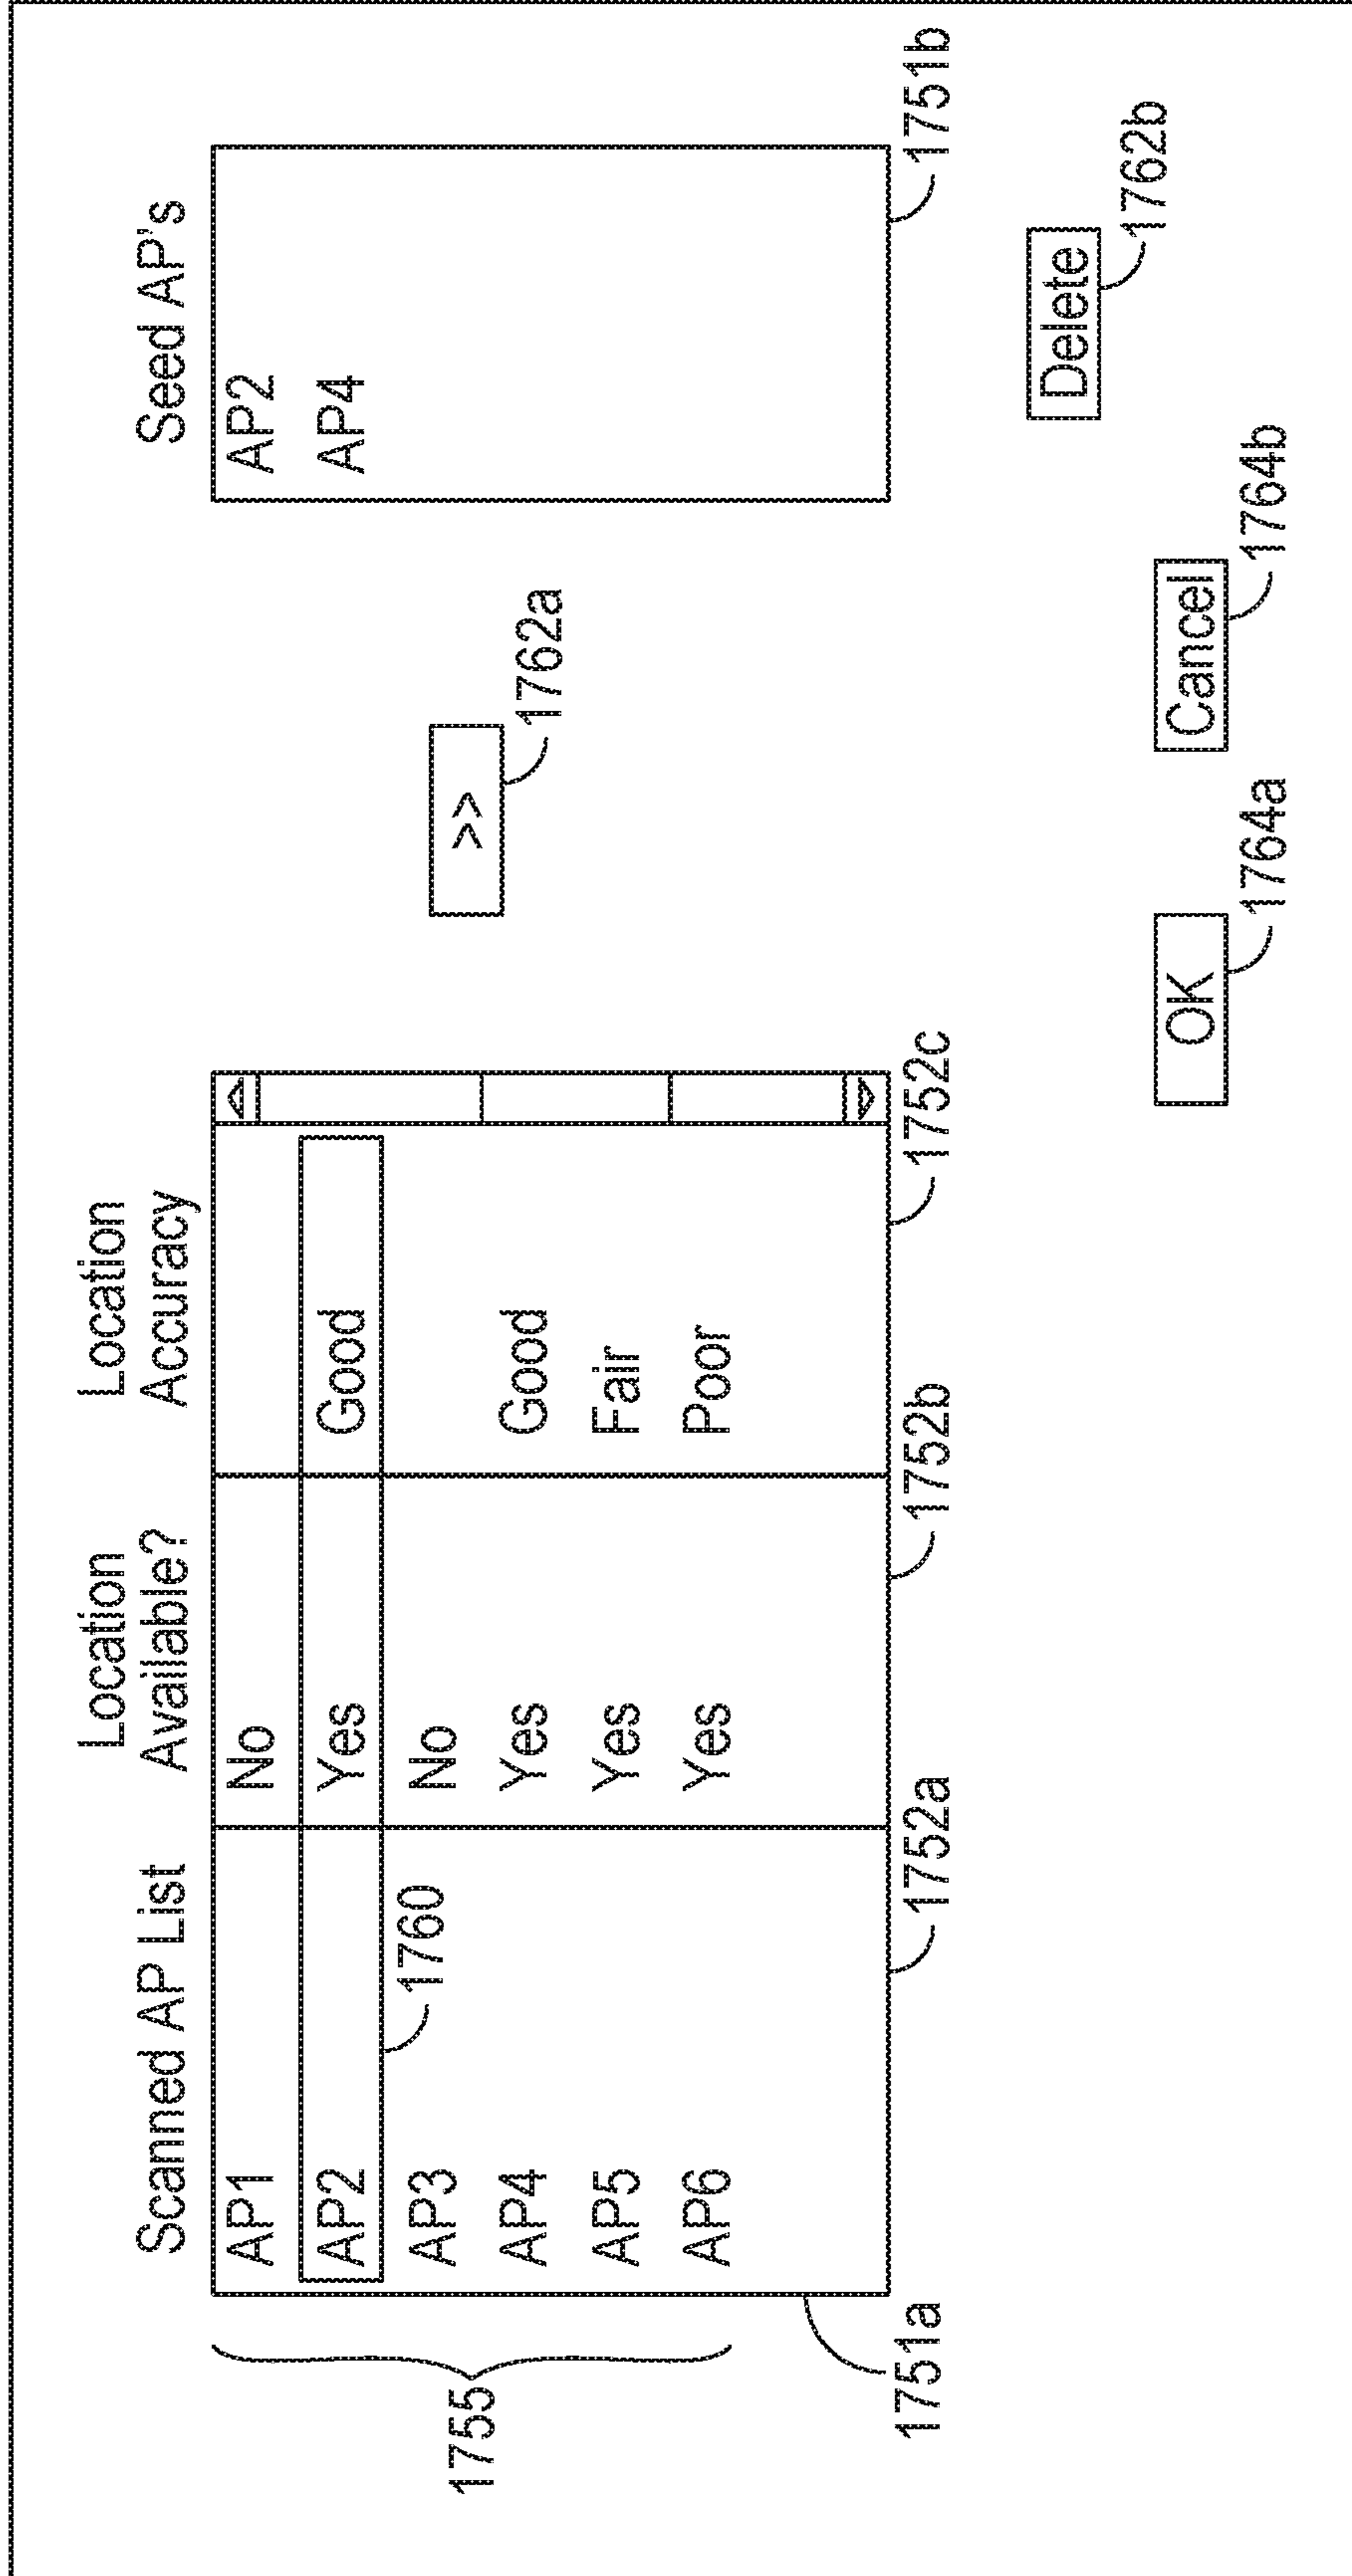 Scanned AP List
Location
Available?
Location
Accuracy
Seed AP's
AP1 No
AP2 Yes Good
AP3 No
AP4 Yes Good
AP5 Yes Fair
AP6 Yes Poor
1760
1755
1751a
1752a
1752b
1752c
>>
1762a
AP2
AP4
1751b
Delete
1762b
OK
1764a
Cancel
1764b